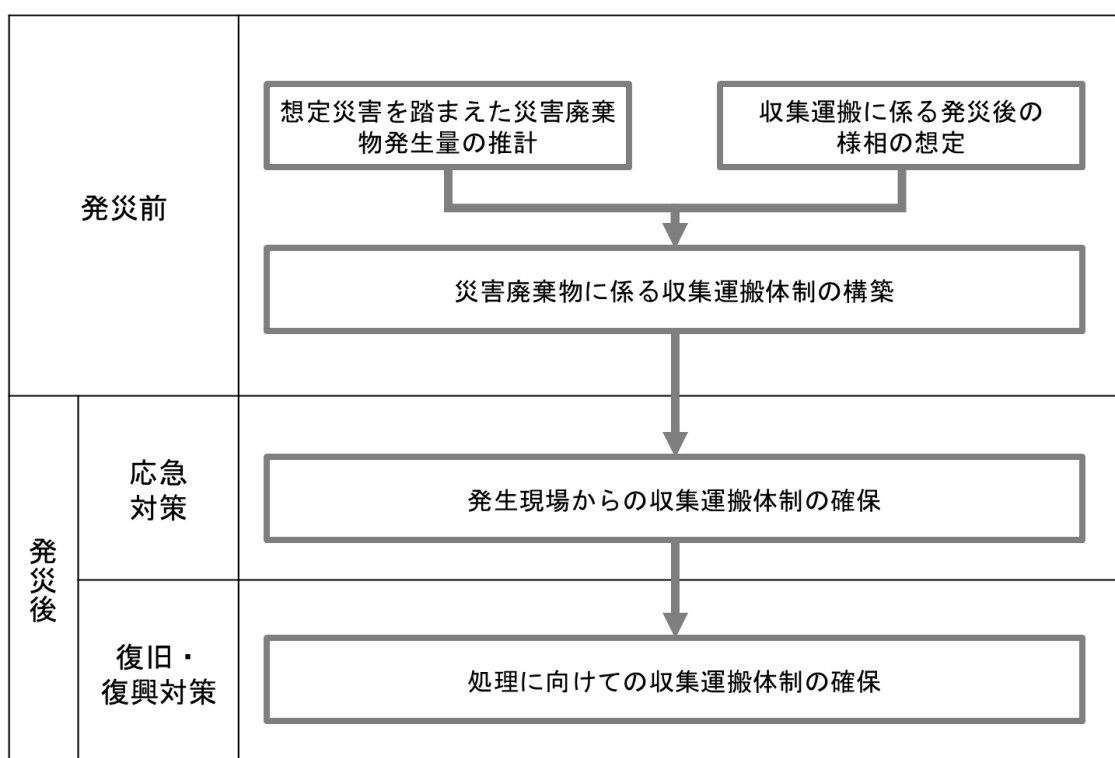 発災前
想定災害を踏まえた災害廃棄
物発生量の推計
収集運搬に係る発災後の
様相の想定
災害廃棄物に係る収集運搬体制の構築
発災後
応急
対策
発生現場からの収集運搬体制の確保
復旧・
復興対策
処理に向けての収集運搬体制の確保